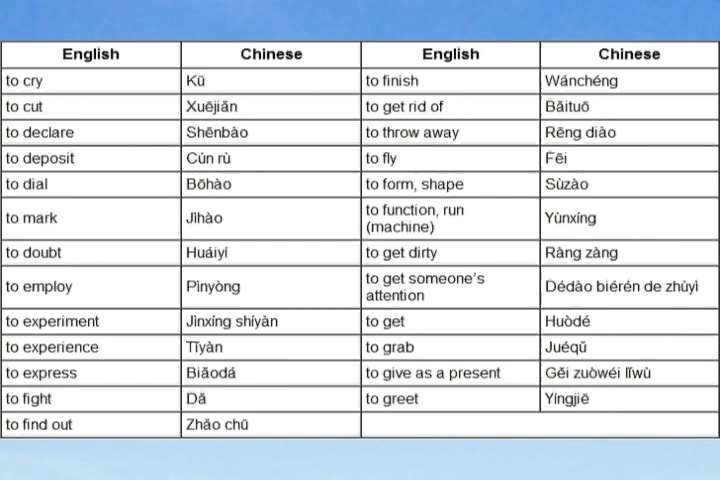 English Chinese English Chinese
to cry Kū to finish Wánchéng
to cut Xuējiǎn to get rid of Bǎituō
to declare Shēnbào to throw away Rēng diào
to deposit Cún rù to fly Fēi
to dial Bōhào to form, shape Sùzào
to mark Jìhào to function, run
(machine) Yùnxíng
to doubt Huáiyí to get dirty Ràng zàng
to employ Pìnyòng to get someone's
attention Dédào biérén de zhùyì
to experiment Jìnxíng shíyàn to get Huòdé
to experience Tǐyàn to grab Juéqǔ
to express Biǎodá to give as a present Gěi zuòwéi lǐwù
to fight Dǎ to greet Yíngjiē
to find out Zhǎo chū